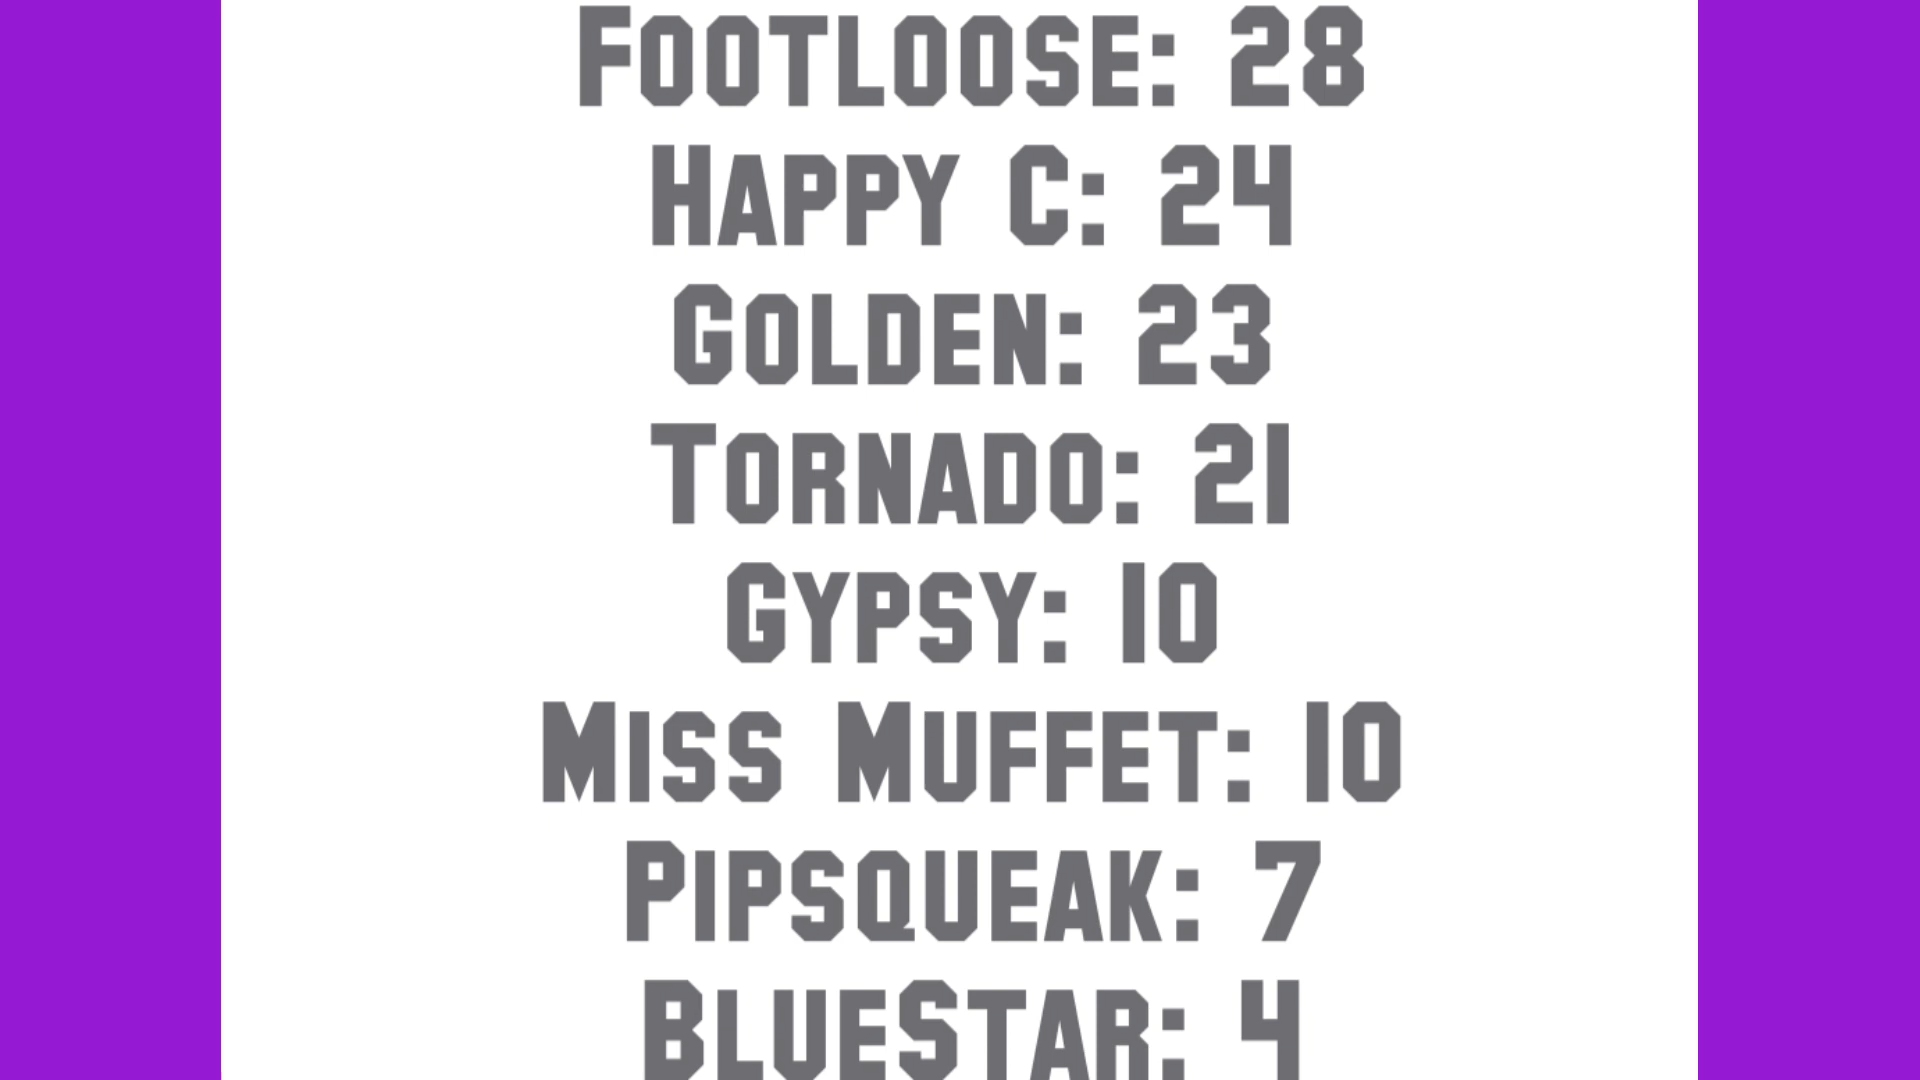 Footloose: 28
Happy C: 24
Golden: 23
Tornado: 21
Gypsy: 10
Miss Muffet: 10
Pipsqueak: 7
BlueStar: 4